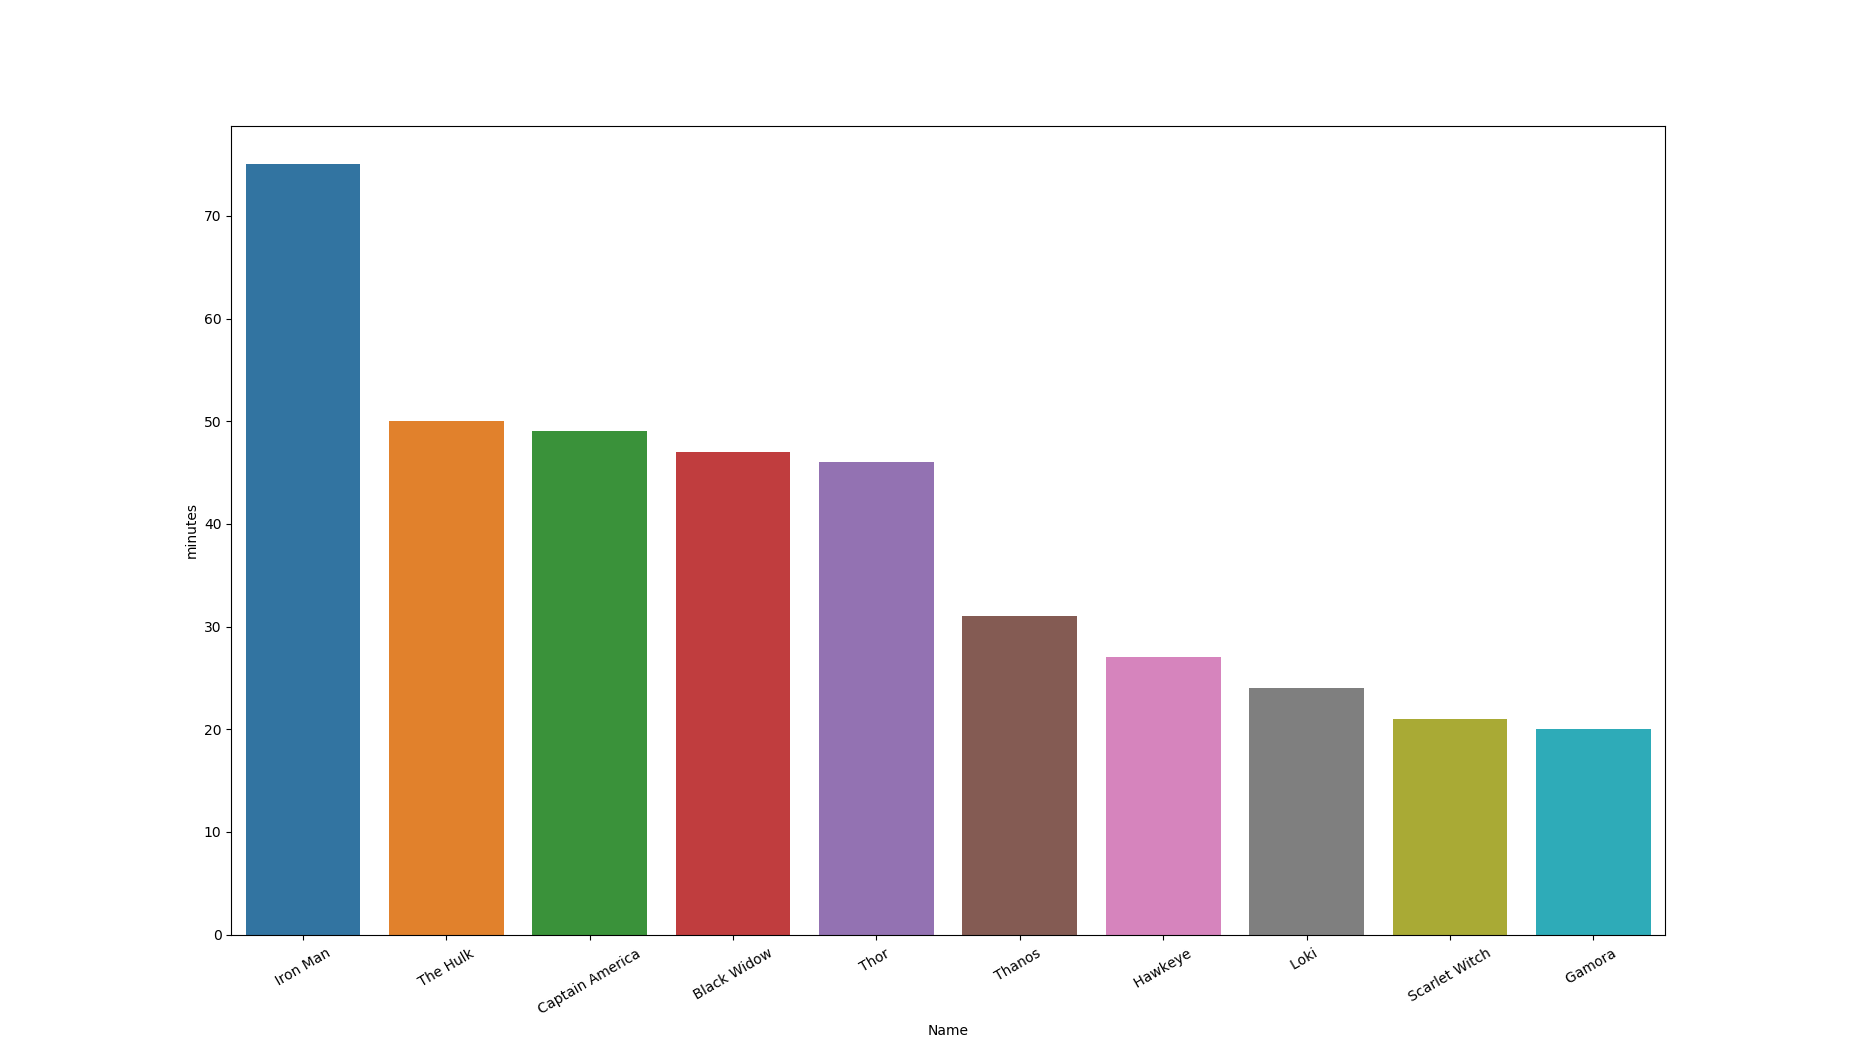 70
60
50
40
30
20
10
0
minutes
Iron Man
The Hulk
Captain America
Black Widow
Thor
Thanos
Hawkeye
Loki
Scarlet Witch
Gamora
Name